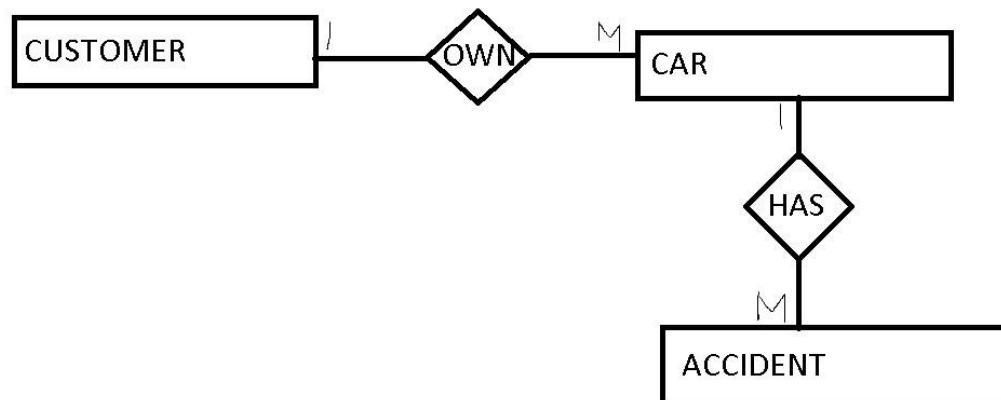 CUSTOMER 1 OWN M CAR
1
HAS
M
ACCIDENT